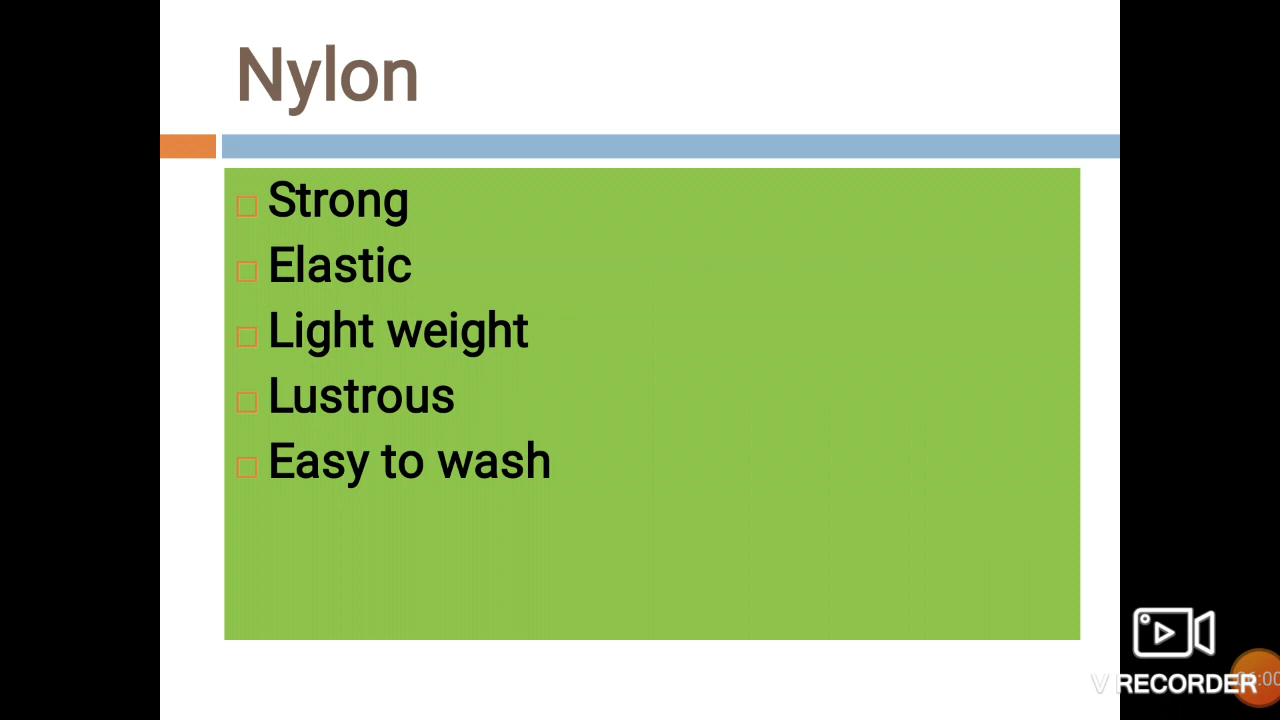 Nylon
Strong
Elastic
Light weight
Lustrous
Easy to wash
V RECORDER